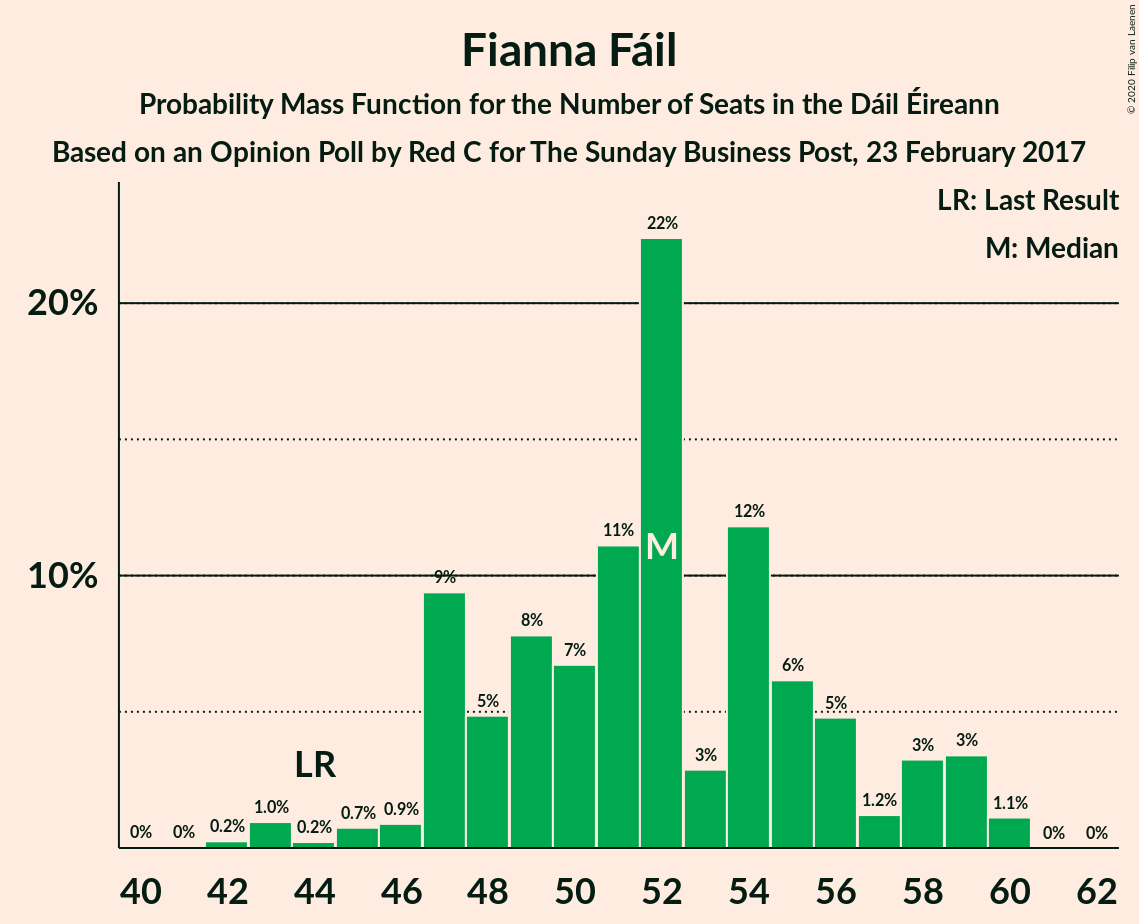 Fianna Fáil
Probability Mass Function for the Number of Seats in the Dáil Éireann
Based on an Opinion Poll by Red C for The Sunday Business Post, 23 February 2017
© 2020 Filip van Laenen
LR: Last Result
M: Median
20%
10%
0%
0%
0.2%
1.0%
0.2%
0.7%
0.9%
9%
5%
8%
7%
11%
22%
3%
12%
6%
5%
1.2%
3%
3%
1.1%
0%
0%
LR
M
40 42 44 46 48 50 52 54 56 58 60 62